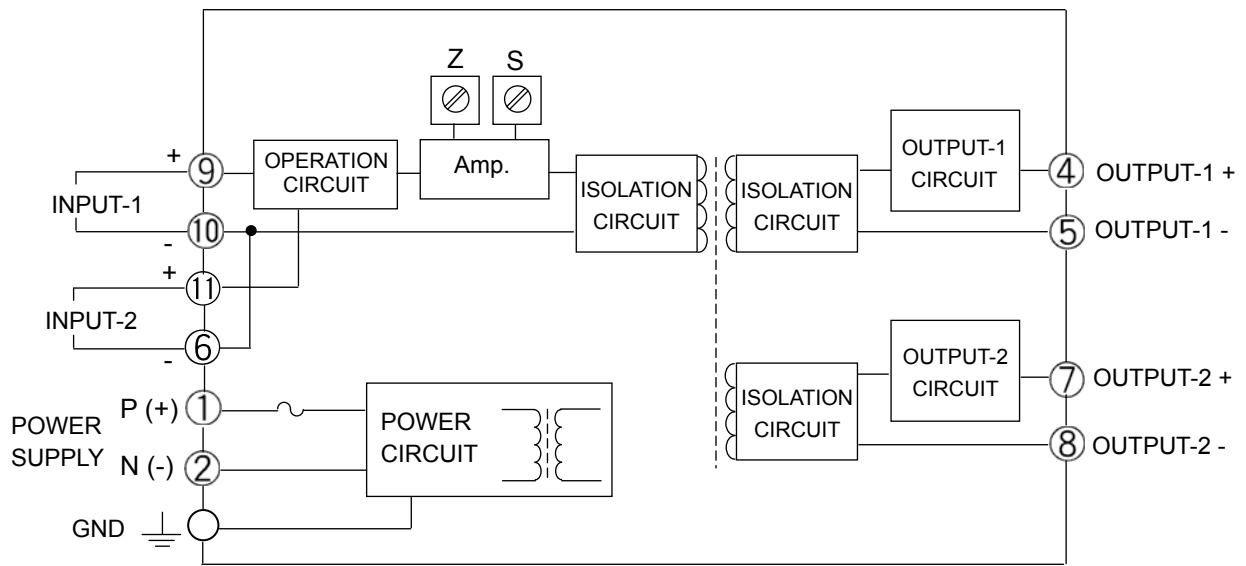 Z S
+ 9 OPERATION CIRCUIT Amp. ISOLATION CIRCUIT ISOLATION CIRCUIT OUTPUT-1 CIRCUIT 4 OUTPUT-1 +
INPUT-1
- 10 5 OUTPUT-1 -
+ 11
INPUT-2
- 6
ISOLATION CIRCUIT OUTPUT-2 CIRCUIT 7 OUTPUT-2 +
8 OUTPUT-2 -
POWER SUPPLY
P (+) 1
N (-) 2
POWER CIRCUIT
GND